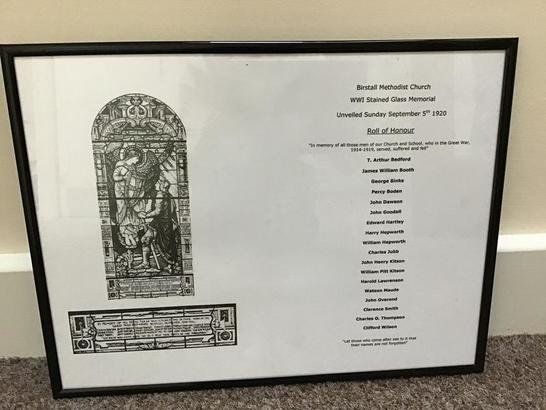 Birstall Methodist Church
WWI Stained Glass Memorial
Unveiled Sunday September 5th 1920
Roll of Honour
"In memory of all those men of our Church and School, who in the Great War,
1914-1919, served, suffered and fell"
T. Arthur Bedford
James William Booth
George Binks
Percy Boden
John Dawson
John Goodall
Edward Hartley
Harry Hepworth
William Hepworth
Charles Jubb
John Henry Kitson
William Pitt Kitson
Harold Lawrenson
Watson Maude
John Overend
Clarence Smith
Charles O. Thompson
Clifford Wilson
"Let those who come after see to it that
their names are not forgotten"